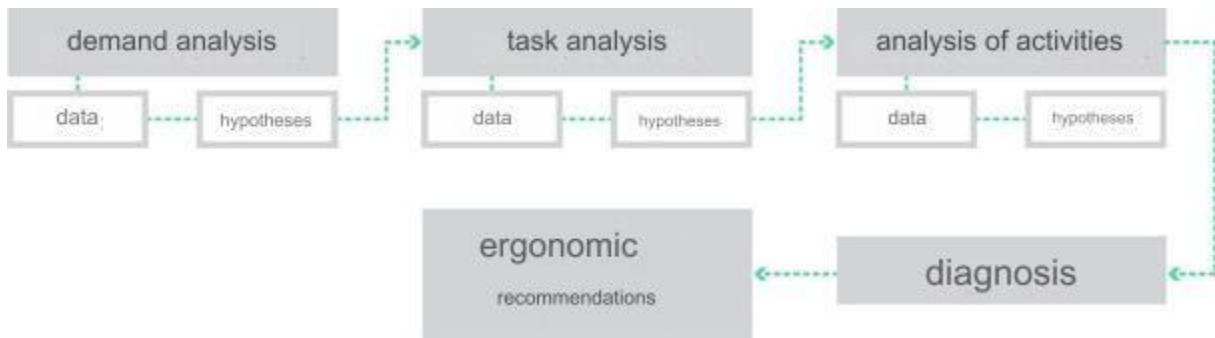 demand analysis
data
hypotheses
task analysis
data
hypotheses
analysis of activities
data
hypotheses
ergonomic
recommendations
diagnosis